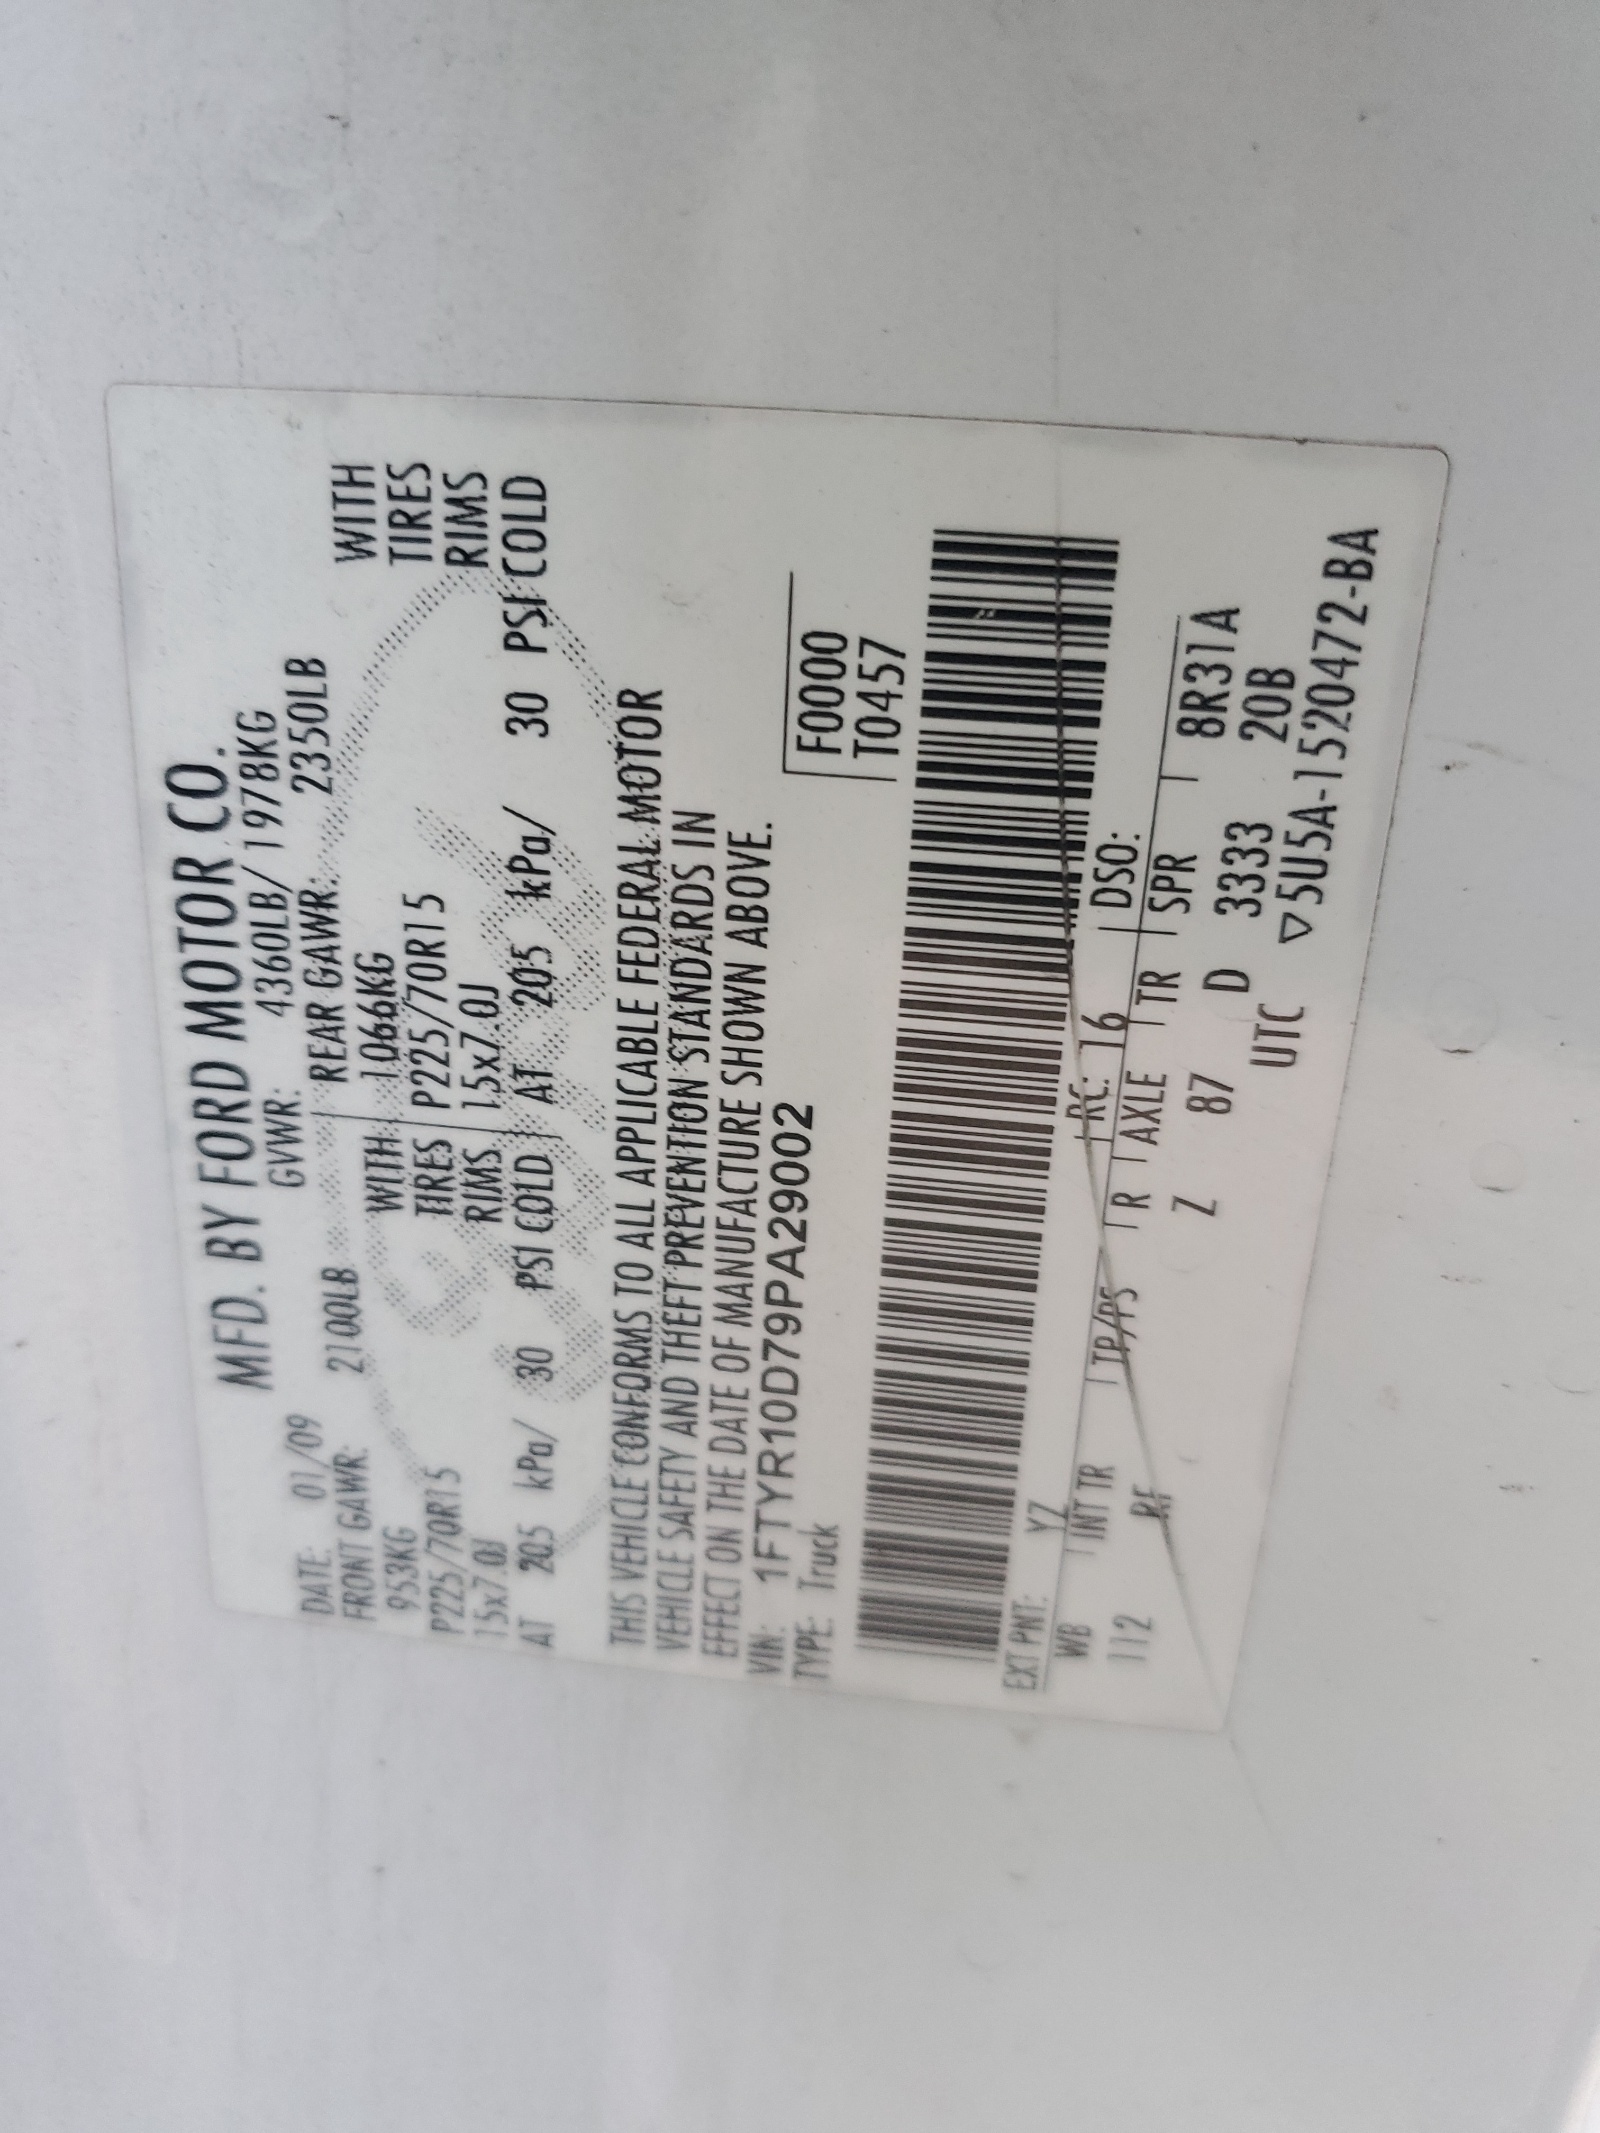 MFD. BY FORD MOTOR CO.
DATE: 01/09 GVWR: 4360LB/1978KG
FRONT GAWR: 2100LB REAR GAWR: 2350LB
953KG WITH 1066KG WITH
P225/70R15 TIRES P225/70R15 TIRES
15x7.0J RIMS 15x7.0J RIMS
AT 205 kPa/ 30 PSI COLD AT 205 kPa/ 30 PSI COLD
THIS VEHICLE CONFORMS TO ALL APPLICABLE FEDERAL MOTOR
VEHICLE SAFETY AND THEFT PREVENTION STANDARDS IN
EFFECT ON THE DATE OF MANUFACTURE SHOWN ABOVE.
VIN: 1FTYR10D79PA29002 F0000
TYPE: Truck T0457
EXT PNT: YZ RC: 16 DSO:
WB INT TR TP/PS R AXLE TR SPR
112 RF Z 87 D 3333 8R31A
20B
UTC ▽5U5A-1520472-BA